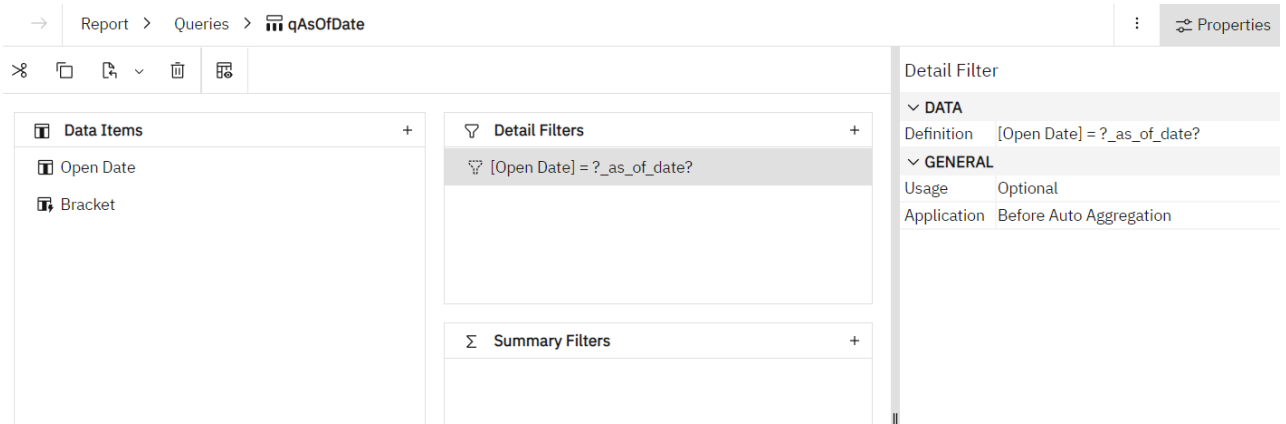 Report > Queries > qAsOfDate
Properties
Detail Filter
DATA
Definition [Open Date] = ?_as_of_date?
GENERAL
Usage Optional
Application Before Auto Aggregation
Data Items +
Open Date
Bracket
Detail Filters +
[Open Date] = ?_as_of_date?
Summary Filters +